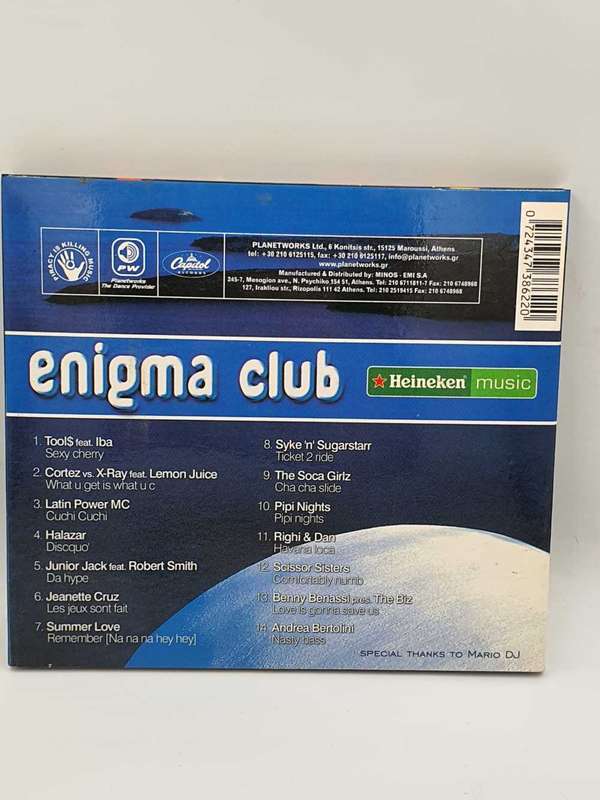 PIRACY IS KILLING MUSIC
PW
Planetworks
The Dance Provider
Capitol
RECORDS
PLANETWORKS Ltd., 6 Konitsis str., 15125 Maroussi, Athens
tel: +30 210 6125115, fax: +30 210 6125117, info@planetworks.gr
www.planetworks.gr
Manufactured & Distributed by: MINOS - EMI S.A
245-7, Mesogion ave., N. Psychiko 154 51, Athens. Tel: 210 6711811-7 Fax: 210 6748968
127, Irakliou str., Rizopolis 111 42 Athens. Tel: 210 2519415 Fax: 210 6748968
0 724347 386220
enigma club
Heineken music
1. Tool$ feat. Iba
Sexy cherry
2. Cortez vs. X-Ray feat. Lemon Juice
What u get is what u c
3. Latin Power MC
Cuchi Cuchi
4. Halazar
Discquo'
5. Junior Jack feat. Robert Smith
Da hype
6. Jeanette Cruz
Les jeux sont fait
7. Summer Love
Remember [Na na na hey hey]
8. Syke 'n' Sugarstarr
Ticket 2 ride
9. The Soca Girlz
Cha cha slide
10. Pipi Nights
Pipi nights
11. Righi & Dan
Havana loca
12. Scissor Sisters
Comfortably numb
13. Benny Benassi pres. The Biz
Love is gonna save us
14. Andrea Bertolini
Nasty bass
SPECIAL THANKS TO MARIO DJ